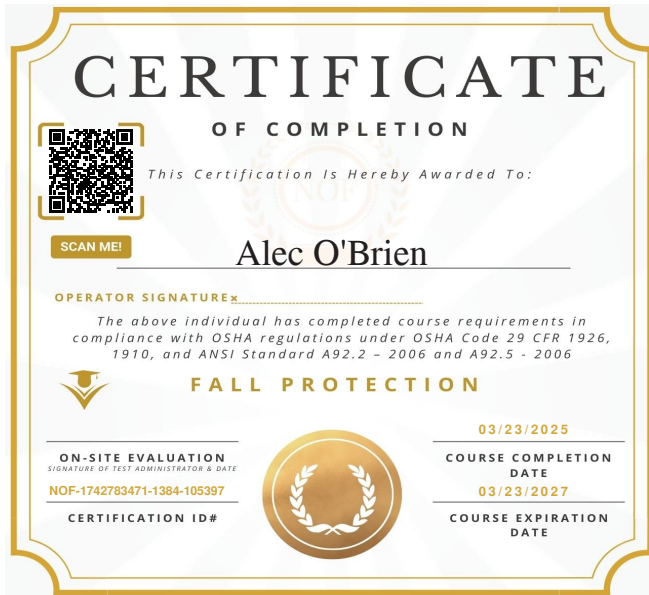 CERTIFICATE
OF COMPLETION
This Certification Is Hereby Awarded To:
NOF
SCAN ME!
Alec O'Brien
OPERATOR SIGNATURE×
The above individual has completed course requirements in
compliance with OSHA regulations under OSHA Code 29 CFR 1926,
1910, and ANSI Standard A92.2 – 2006 and A92.5 - 2006
FALL PROTECTION
03/23/2025
ON-SITE EVALUATION
SIGNATURE OF TEST ADMINISTRATOR & DATE
COURSE COMPLETION
DATE
NOF-1742783471-1384-105397
03/23/2027
CERTIFICATION ID#
COURSE EXPIRATION
DATE